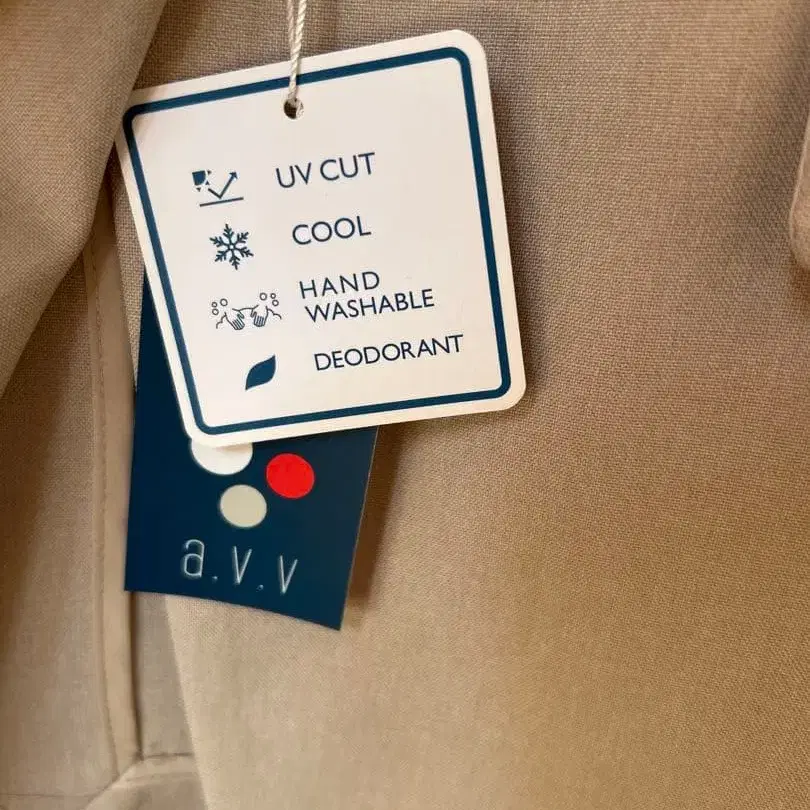 UV CUT
COOL
HAND
WASHABLE
DEODORANT
a.v.v